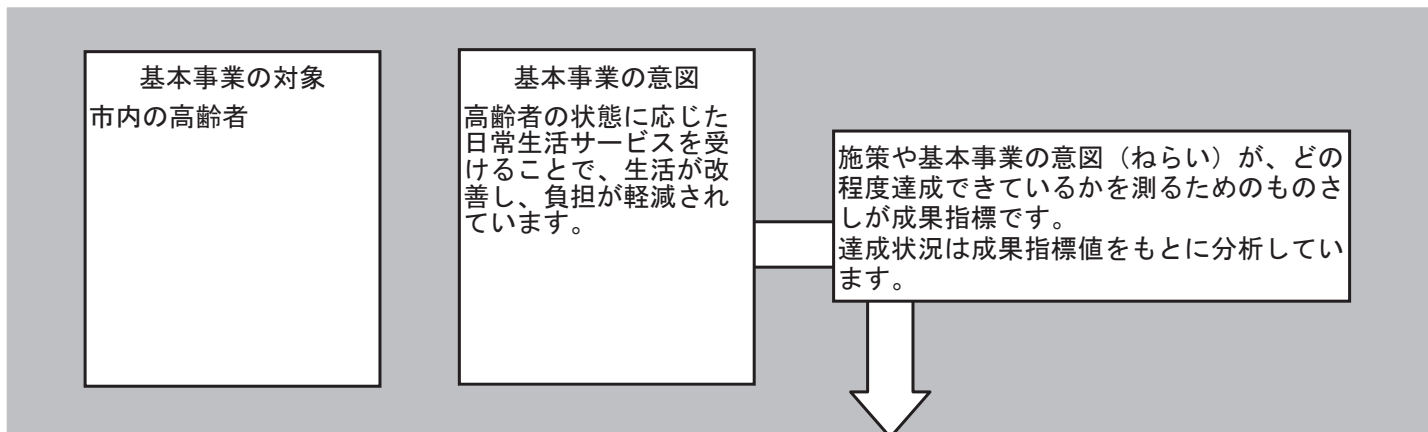 基本事業の対象
市内の高齢者
基本事業の意図
高齢者の状態に応じた
日常生活サービスを受
けることで、生活が改
善し、負担が軽減され
ています。
施策や基本事業の意図（ねらい）が、どの
程度達成できているかを測るためのものさ
しが成果指標です。
達成状況は成果指標値をもとに分析してい
ます。